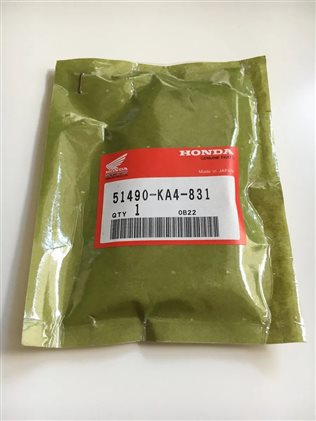 HONDA
HONDA
GENUINE PARTS
Made in JAPAN
51490-KA4-831
QTY 1 0B22